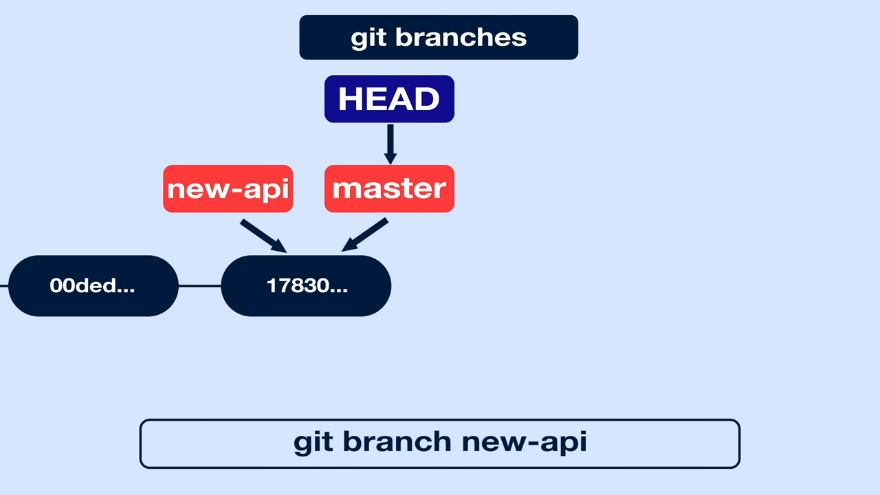 git branches
HEAD
new-api
master
00ded...
17830...
git branch new-api